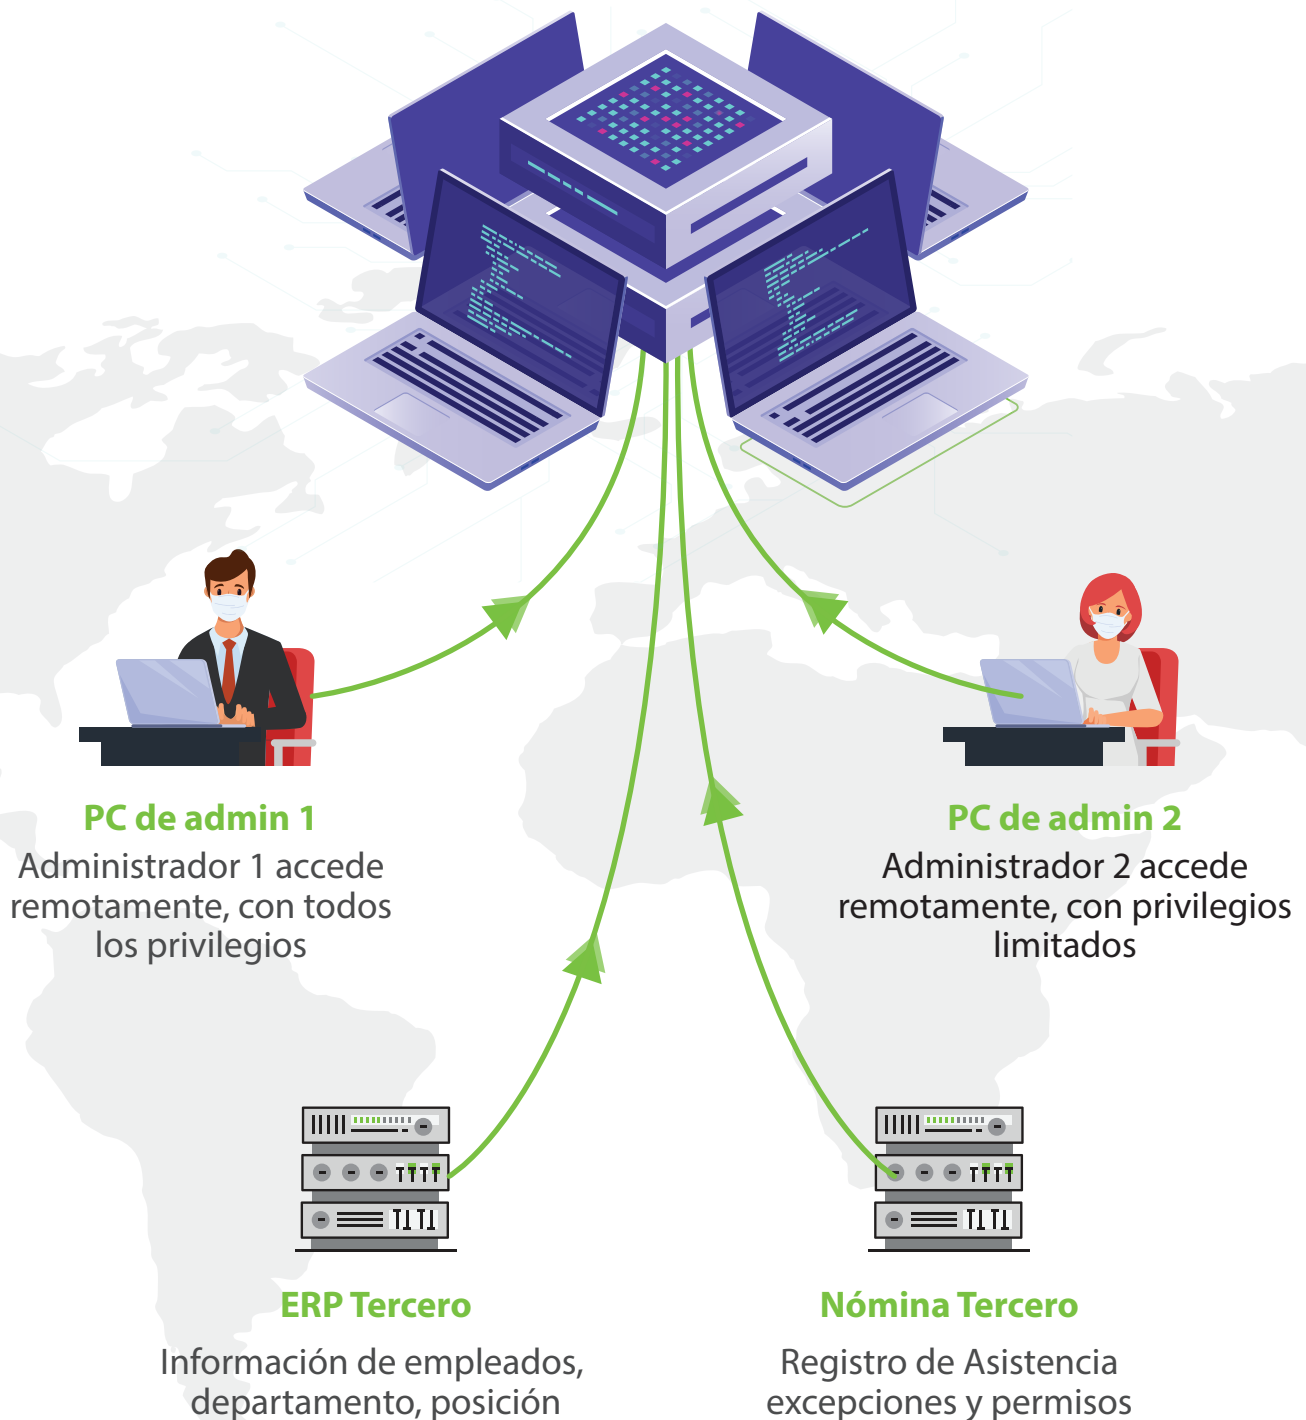 PC de admin 1
Administrador 1 accede
remotamente, con todos
los privilegios
PC de admin 2
Administrador 2 accede
remotamente, con privilegios
limitados
ERP Tercero
Información de empleados,
departamento, posición
Nómina Tercero
Registro de Asistencia
excepciones y permisos